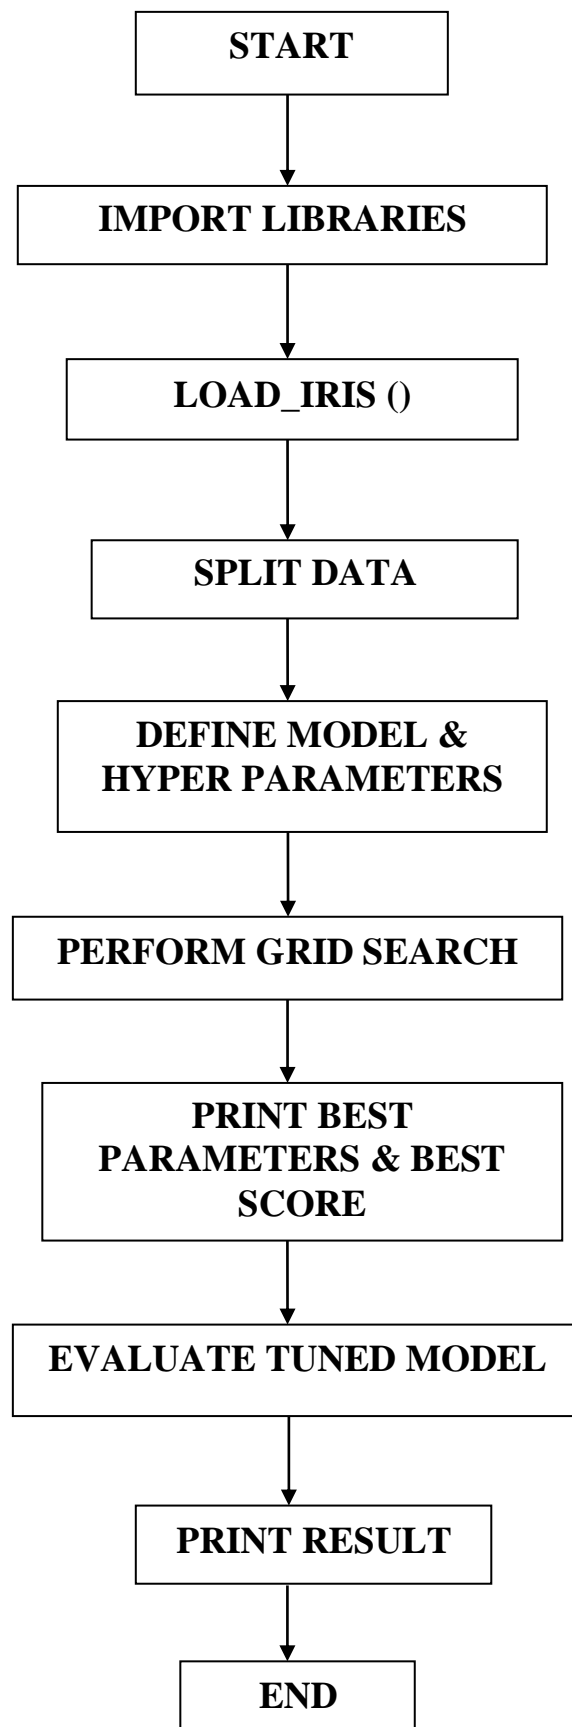 START
IMPORT LIBRARIES
LOAD_IRIS ()
SPLIT DATA
DEFINE MODEL &
HYPER PARAMETERS
PERFORM GRID SEARCH
PRINT BEST
PARAMETERS & BEST
SCORE
EVALUATE TUNED MODEL
PRINT RESULT
END